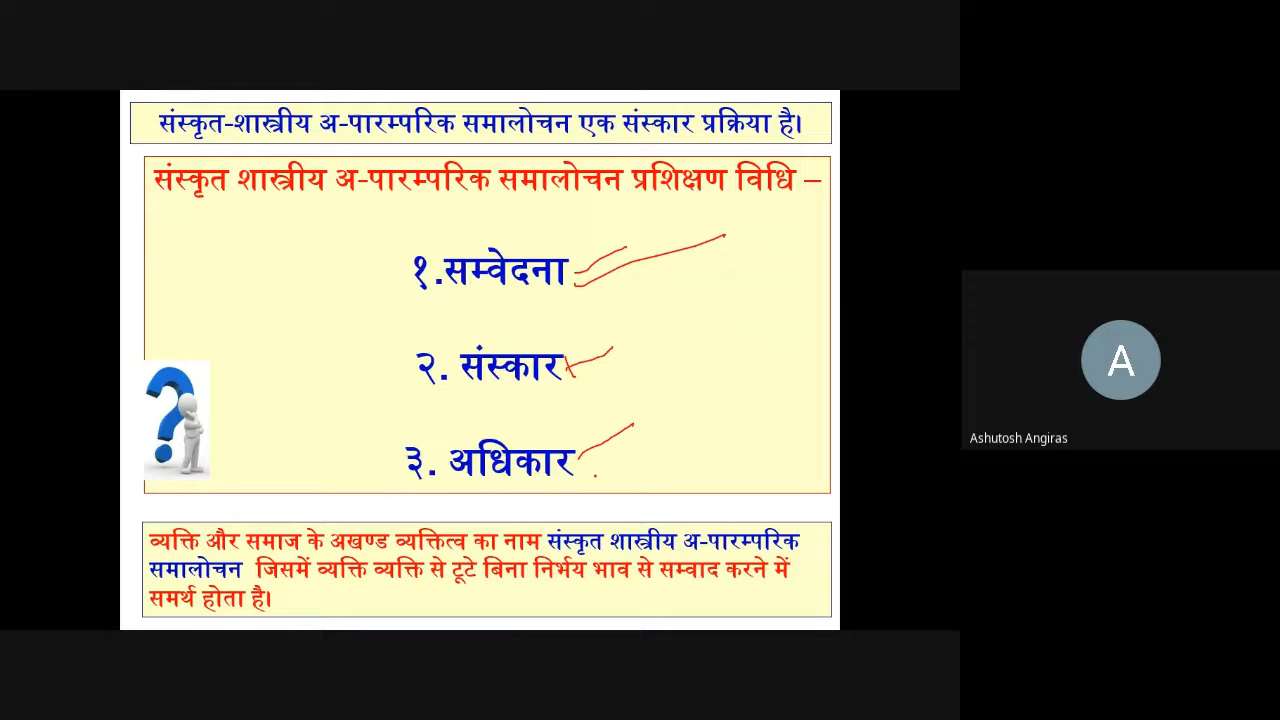 संस्कृत-शास्त्रीय अ-पारम्परिक समालोचन एक संस्कार प्रक्रिया है।
संस्कृत शास्त्रीय अ-पारम्परिक समालोचन प्रशिक्षण विधि –
१.सम्वेदना
२. संस्कार
३. अधिकार
व्यक्ति और समाज के अखण्ड व्यक्तित्व का नाम संस्कृत शास्त्रीय अ-पारम्परिक
समालोचन जिसमें व्यक्ति व्यक्ति से टूटे बिना निर्भय भाव से सम्वाद करने में
समर्थ होता है।
A
Ashutosh Angiras